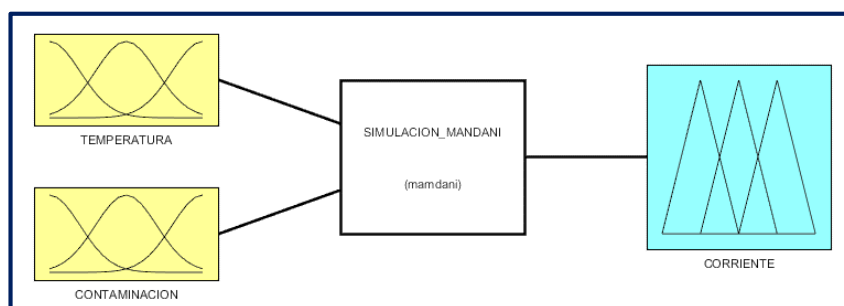 TEMPERATURA
SIMULACION_MANDANI
(mamdani)
CONTAMINACION
CORRIENTE